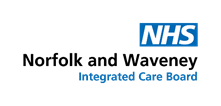 NHS
Norfolk and Waveney
Integrated Care Board